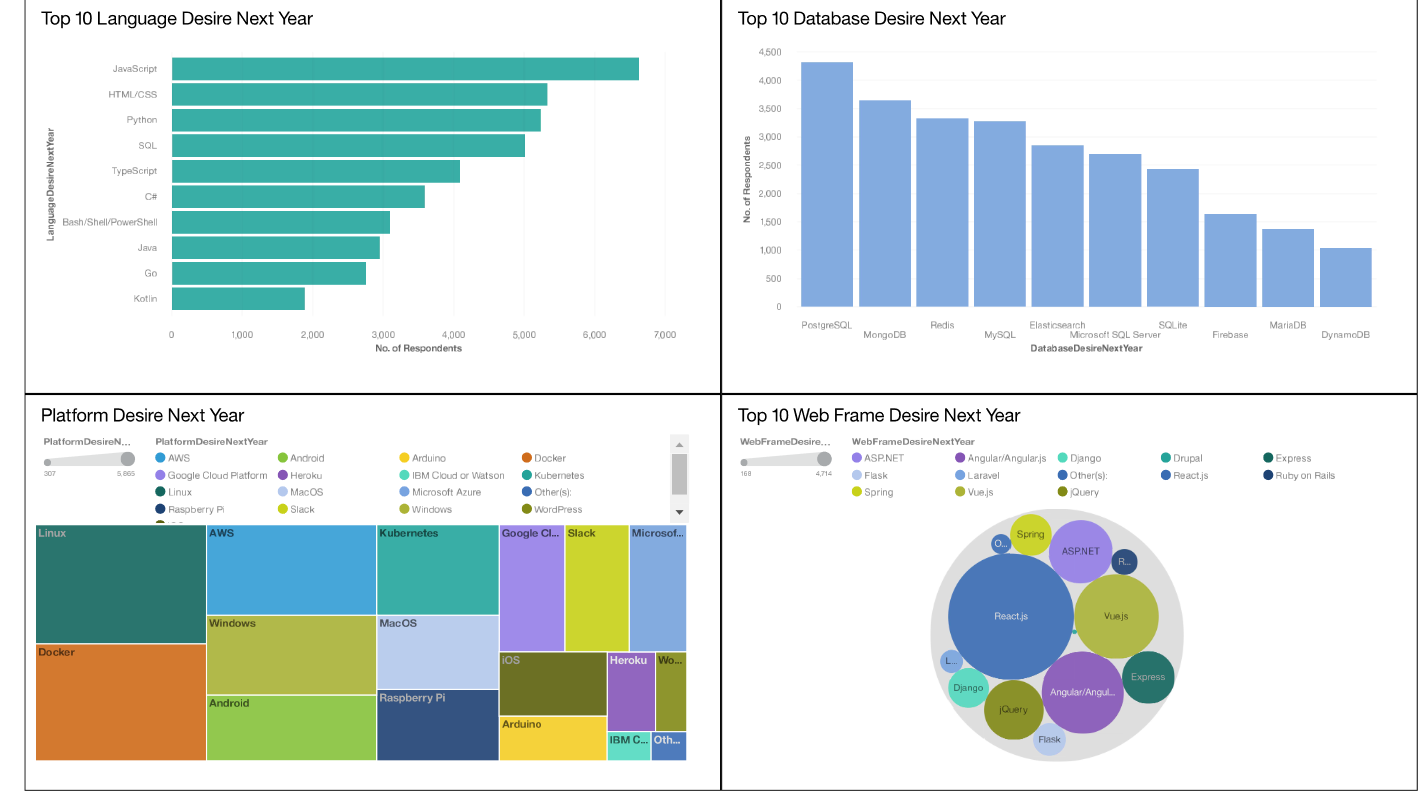 Top 10 Language Desire Next Year
LanguageDesireNextYear
JavaScript
HTML/CSS
Python
SQL
TypeScript
C#
Bash/Shell/PowerShell
Java
Go
Kotlin
0 1,000 2,000 3,000 4,000 5,000 6,000 7,000
No. of Respondents
Top 10 Database Desire Next Year
No. of Respondents
4,500
4,000
3,500
3,000
2,500
2,000
1,500
1,000
500
0
PostgreSQL MongoDB Redis MySQL Elasticsearch Microsoft SQL Server SQLite Firebase MariaDB DynamoDB
DatabaseDesireNextYear
Platform Desire Next Year
PlatformDesireN...
307 5,865
PlatformDesireNextYear
AWS Android Arduino Docker
Google Cloud Platform Heroku IBM Cloud or Watson Kubernetes
Linux MacOS Microsoft Azure Other(s):
Raspberry Pi Slack Windows WordPress
Linux AWS Kubernetes Google Cl... Slack Microsof...
Windows MacOS
Docker iOS Heroku Wo...
Android Raspberry Pi
Arduino
IBM C... Oth...
Top 10 Web Frame Desire Next Year
WebFrameDesire...
168 4,714
WebFrameDesireNextYear
ASP.NET Angular/Angular.js Django Drupal Express
Flask Laravel Other(s): React.js Ruby on Rails
Spring Vue.js jQuery
Spring
O...
ASP.NET
R...
React.js Vue.js
L...
Express
Django Angular/Angul...
jQuery
Flask